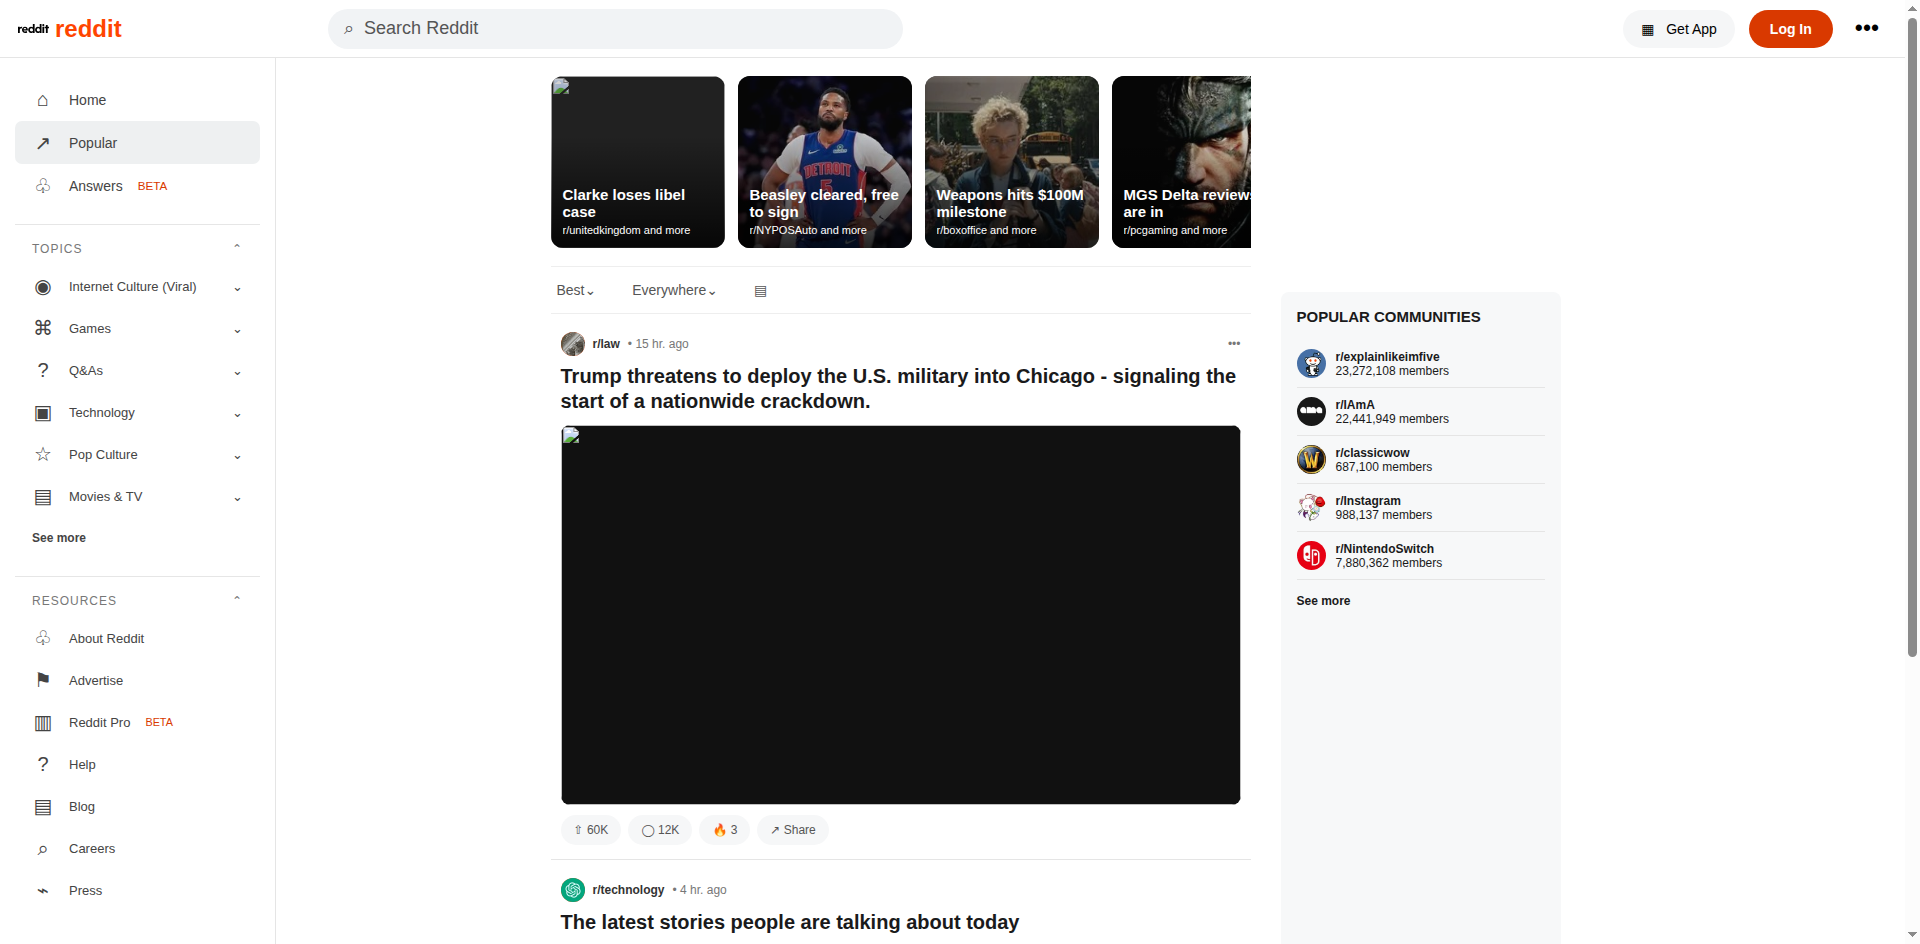 reddit reddit
Search Reddit
Get App
Log In
Home
Popular
Answers BETA
TOPICS
Internet Culture (Viral)
Games
Q&As
Technology
Pop Culture
Movies & TV
See more
RESOURCES
About Reddit
Advertise
Reddit Pro BETA
Help
Blog
Careers
Press
Clarke loses libel
case
r/unitedkingdom and more
DETROIT
5
Beasley cleared, free
to sign
r/NYPOSAuto and more
Weapons hits $100M
milestone
r/boxoffice and more
MGS Delta reviews
are in
r/pcgaming and more
Best
Everywhere
r/law • 15 hr. ago
Trump threatens to deploy the U.S. military into Chicago - signaling the
start of a nationwide crackdown.
60K
12K
3
Share
r/technology • 4 hr. ago
The latest stories people are talking about today
POPULAR COMMUNITIES
r/explainlikeimfive
23,272,108 members
ama
r/IAmA
22,441,949 members
W
r/classicwow
687,100 members
r/Instagram
988,137 members
r/NintendoSwitch
7,880,362 members
See more